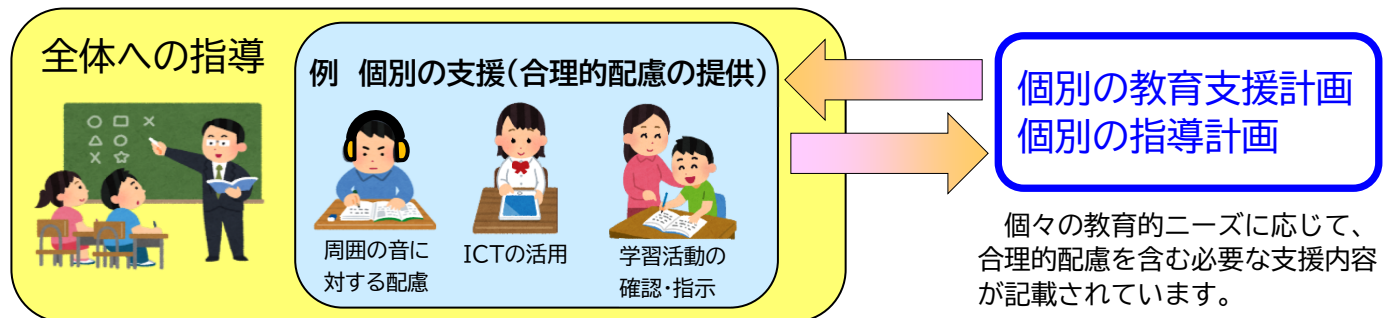 全体への指導
例 個別の支援(合理的配慮の提供)
周囲の音に
対する配慮
ICTの活用
学習活動の
確認・指示
個別の教育支援計画
個別の指導計画
個々の教育的ニーズに応じて、
合理的配慮を含む必要な支援内容
が記載されています。